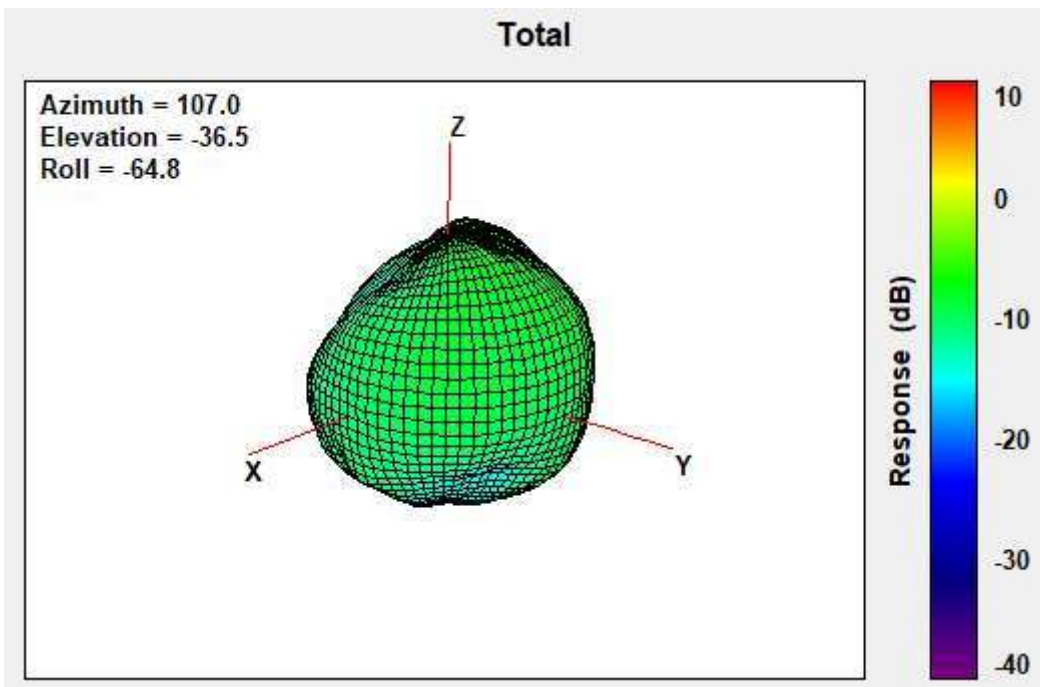 Total
Azimuth = 107.0
Elevation = -36.5
Roll = -64.8
Z
X
Y
10
0
-10
-20
-30
-40
Response (dB)